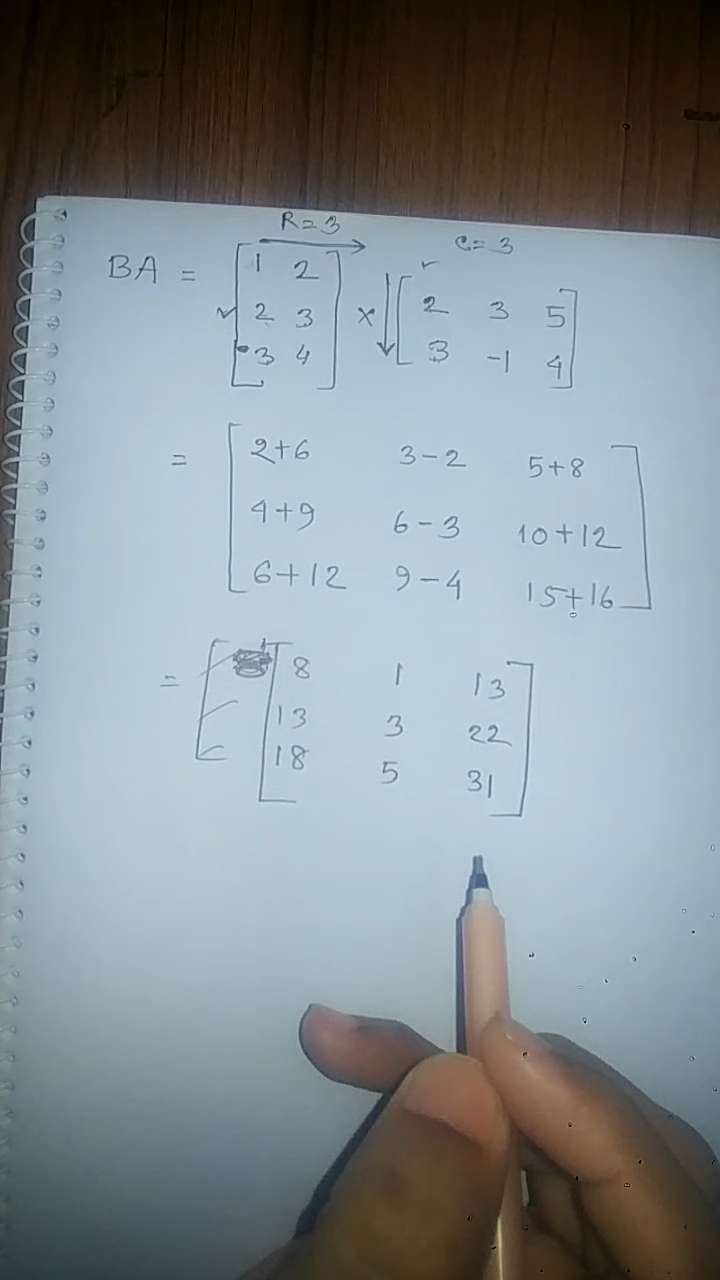 R=3 C=3
BA = [1 2 × [2 3 5
2 3 3 -1 4]
3 4]
= [2+6 3-2 5+8
4+9 6-3 10+12
6+12 9-4 15+16]
= [8 1 13
13 3 22
18 5 31]